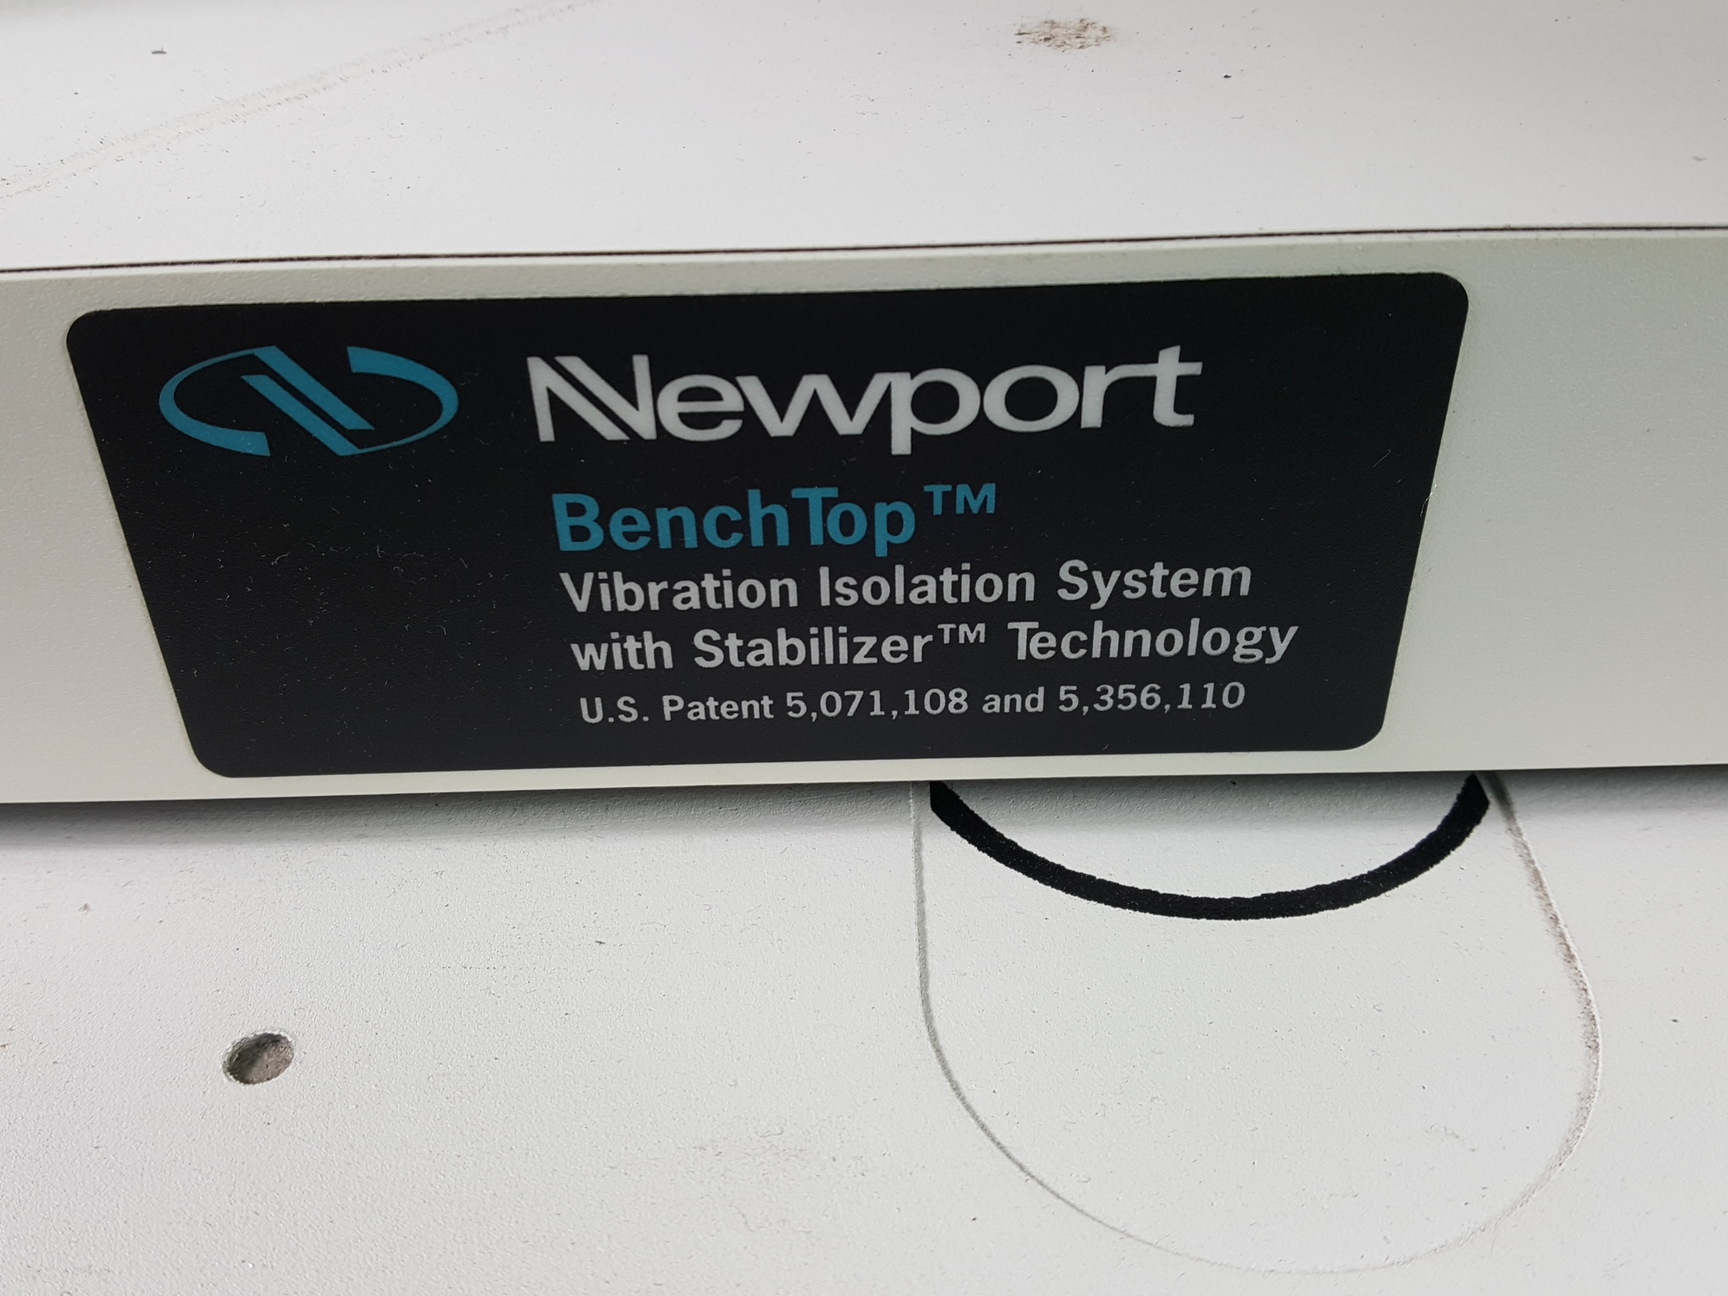 Newport
BenchTop™
Vibration Isolation System
with Stabilizer™ Technology
U.S. Patent 5,071,108 and 5,356,110